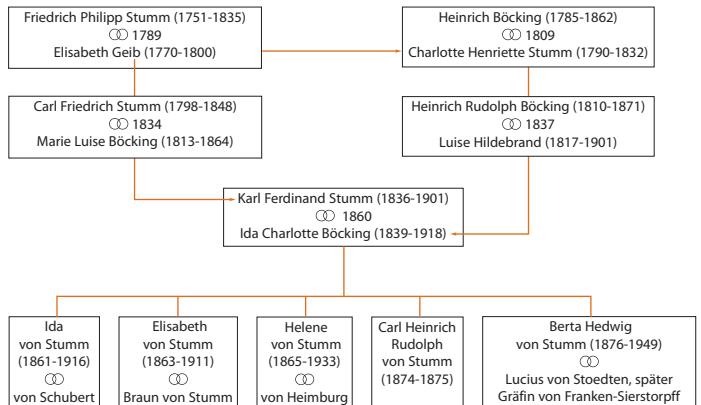 Friedrich Philipp Stumm (1751-1835)
1789
Elisabeth Geib (1770-1800)
Heinrich Böcking (1785-1862)
1809
Charlotte Henriette Stumm (1790-1832)
Carl Friedrich Stumm (1798-1848)
1834
Marie Luise Böcking (1813-1864)
Heinrich Rudolph Böcking (1810-1871)
1837
Luise Hildebrand (1817-1901)
Karl Ferdinand Stumm (1836-1901)
1860
Ida Charlotte Böcking (1839-1918)
Ida
von Stumm
(1861-1916)
von Schubert
Elisabeth
von Stumm
(1863-1911)
Braun von Stumm
Helene
von Stumm
(1865-1933)
von Heimburg
Carl Heinrich
Rudolph
von Stumm
(1874-1875)
Berta Hedwig
von Stumm (1876-1949)
Lucius von Stoedten, später
Gräfin von Franken-Sierstorpff